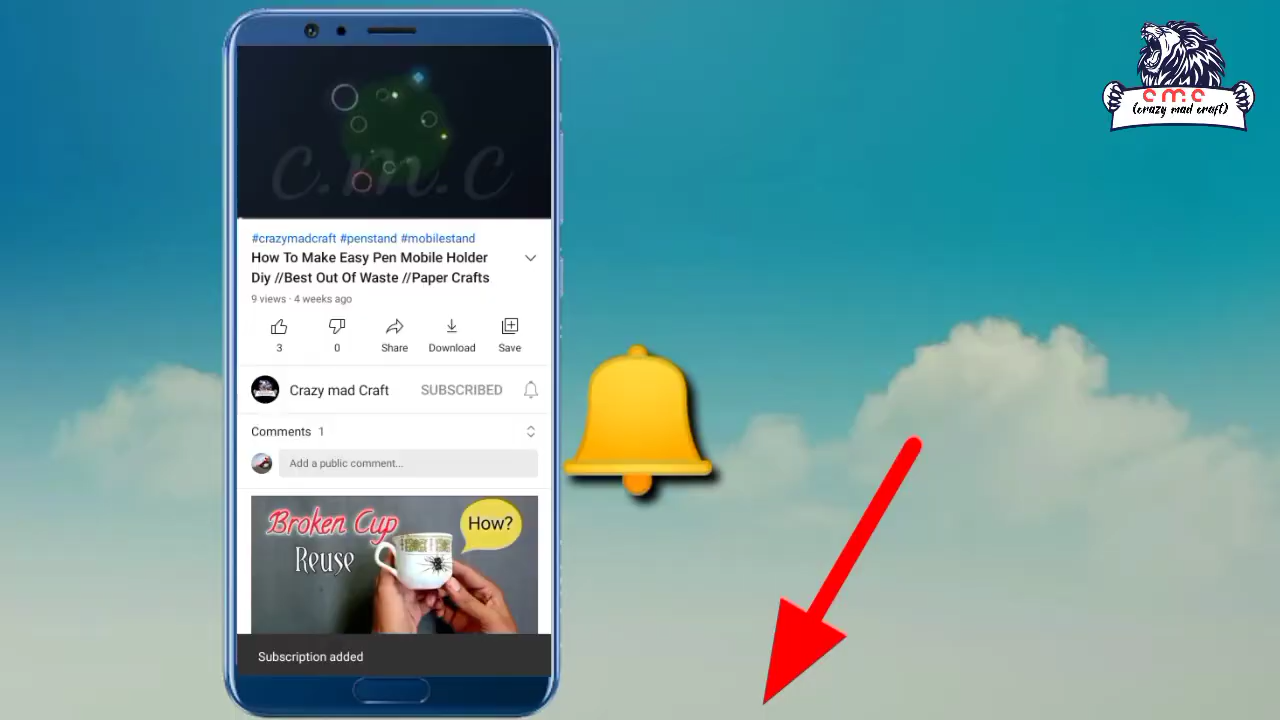 c.m.c
#crazymadcraft #penstand #mobilestand
How To Make Easy Pen Mobile Holder
Diy //Best Out Of Waste //Paper Crafts
9 views · 4 weeks ago
3
0
Share
Download
Save
Crazy mad Craft
SUBSCRIBED
Comments 1
Add a public comment...
Broken Cup
Reuse
How?
Subscription added
C M.C
(crazy mad craft)